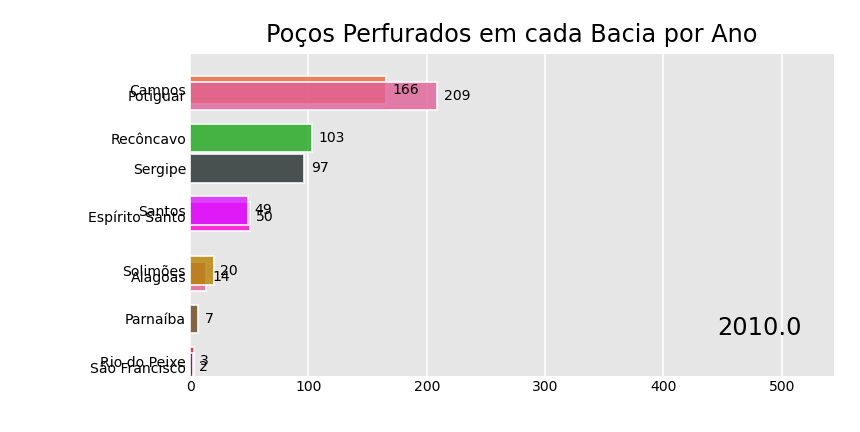 Poços Perfurados em cada Bacia por Ano
Campos 166
Potiguar 209
Recôncavo 103
Sergipe 97
Santos 49
Espírito Santo 50
Solimões 20
Alagoas 14
Parnaíba 7
2010.0
Rio do Peixe 3
São Francisco 2
0 100 200 300 400 500